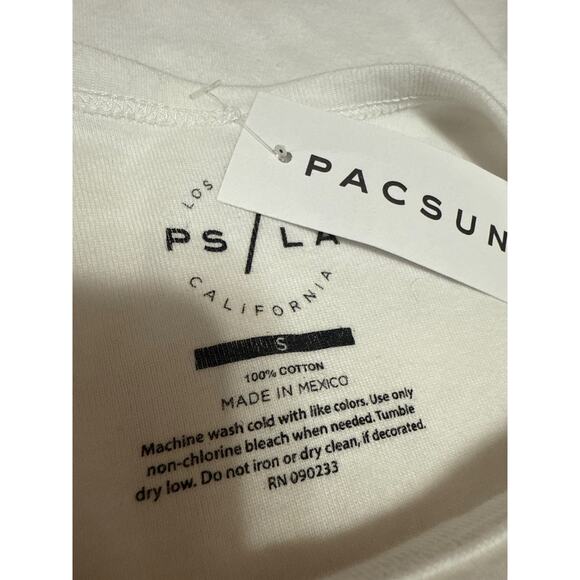 PACSUN
LOS
PS/LA
CALIFORNIA
S
100% COTTON
MADE IN MEXICO
Machine wash cold with like colors. Use only
non-chlorine bleach when needed. Tumble
dry low. Do not iron or dry clean, if decorated.
RN 090233